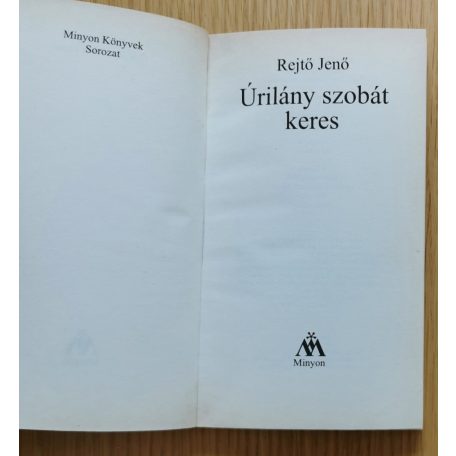 Minyon Könyvek
Sorozat
Rejtő Jenő
Úrilány szobát
keres
Minyon